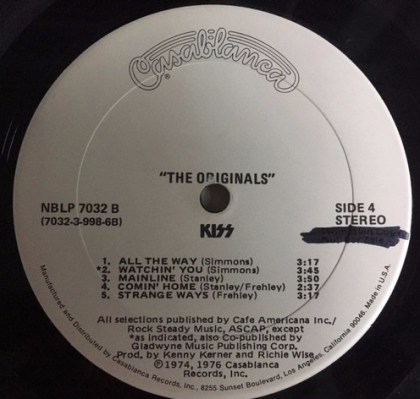 Casablanca
®
"THE ORIGINALS"
NBLP 7032 B
(7032-3-998-6B)
SIDE 4
STEREO
KISS
1. ALL THE WAY (Simmons) 3:17
*2. WATCHIN' YOU (Simmons) 3:45
3. MAINLINE (Stanley) 3:50
4. COMIN' HOME (Stanley/Frehley) 2:37
5. STRANGE WAYS (Frehley) 3:17
All selections published by Cafe Americana Inc./
Rock Steady Music, ASCAP, except
*as indicated, also Co-published by
Gladwyne Music Publishing Corp.
Prod. by Kenny Kerner and Richie Wise
℗1974, 1976 Casablanca
Records, Inc.
Manufactured and Distributed by Casablanca Records, Inc., 8255 Sunset Boulevard, Los Angeles, California 90046. Made in U.S.A.